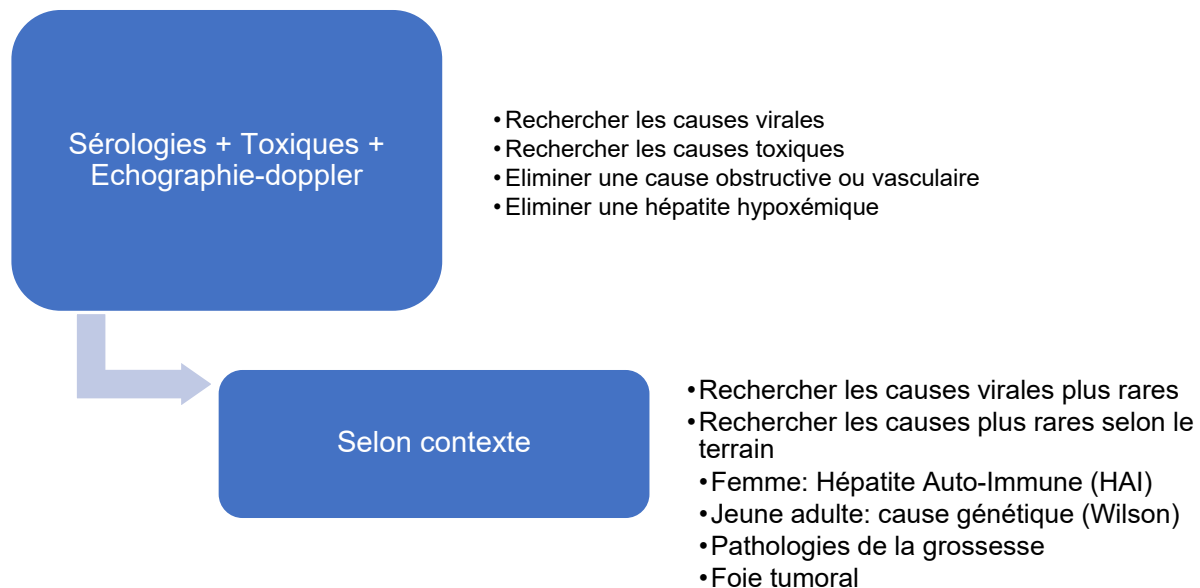 Sérologies + Toxiques +
Echographie-doppler
•Rechercher les causes virales
•Rechercher les causes toxiques
•Eliminer une cause obstructive ou vasculaire
•Eliminer une hépatite hypoxémique
Selon contexte
•Rechercher les causes virales plus rares
•Rechercher les causes plus rares selon le
terrain
•Femme: Hépatite Auto-Immune (HAI)
•Jeune adulte: cause génétique (Wilson)
•Pathologies de la grossesse
•Foie tumoral